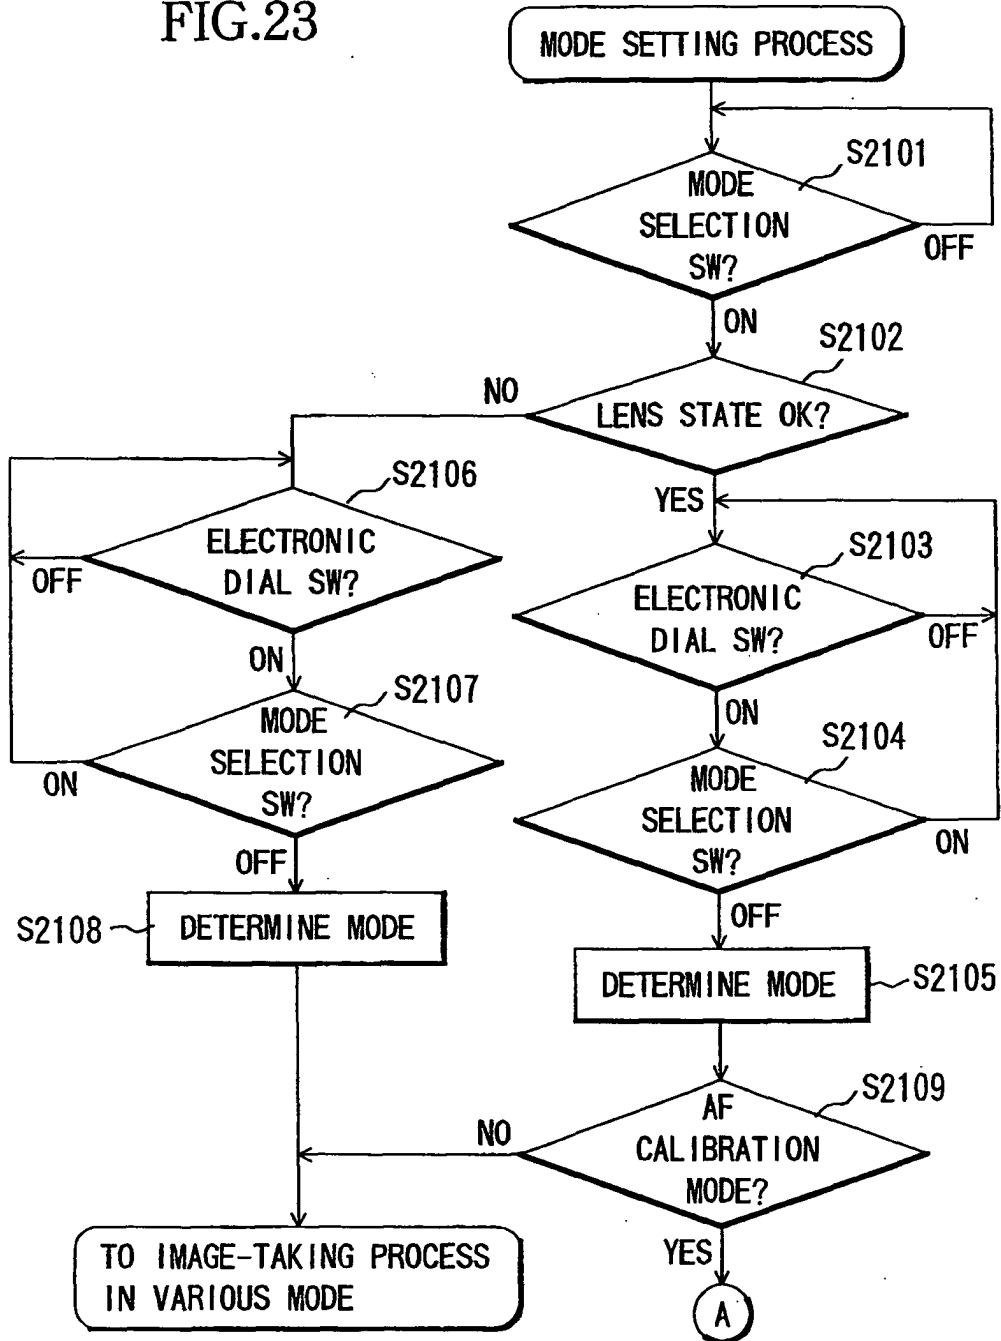 FIG.23
MODE SETTING PROCESS
S2101
MODE
SELECTION
SW?
OFF
ON
S2102
LENS STATE OK?
NO
YES
S2106
ELECTRONIC
DIAL SW?
OFF
ON
S2103
ELECTRONIC
DIAL SW?
OFF
ON
S2107
MODE
SELECTION
SW?
ON
OFF
S2104
MODE
SELECTION
SW?
ON
OFF
S2108
DETERMINE MODE
DETERMINE MODE
S2105
S2109
AF
CALIBRATION
MODE?
NO
YES
TO IMAGE-TAKING PROCESS
IN VARIOUS MODE
A